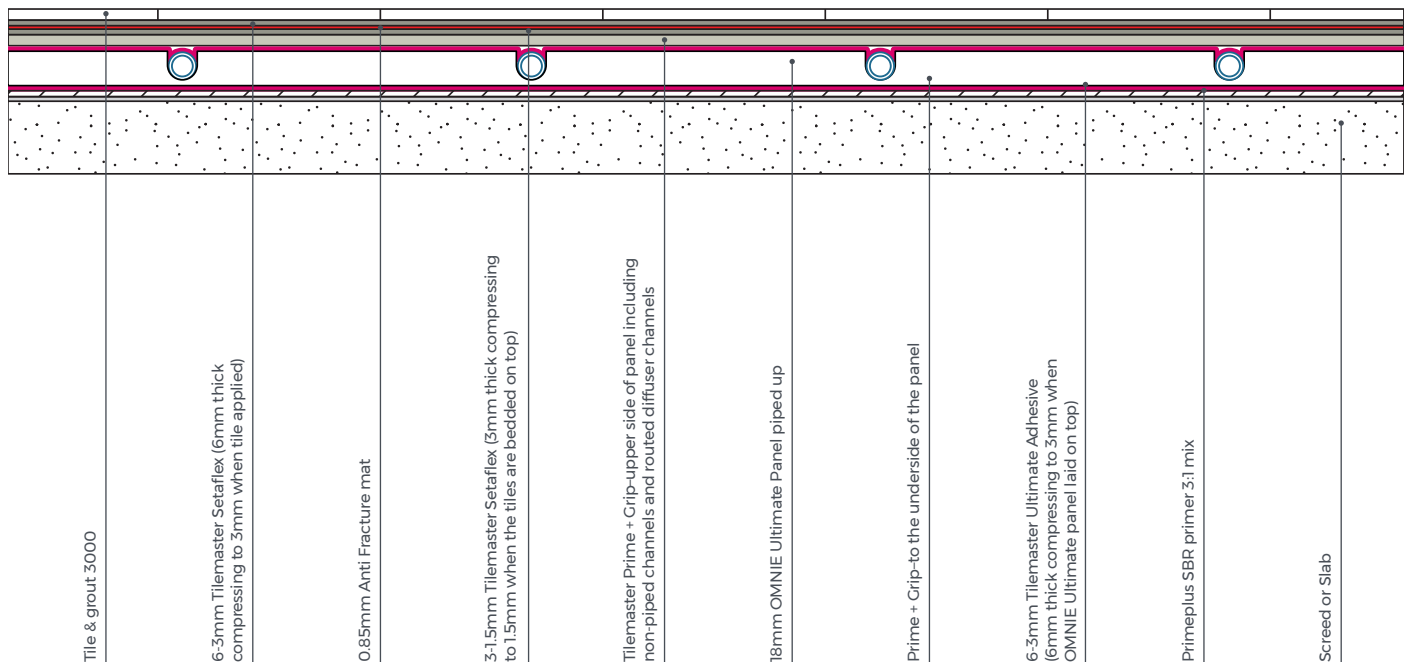 Tile & grout 3000
6-3mm Tilemaster Setaflex (6mm thick
compressing to 3mm when tile applied)
0.85mm Anti Fracture mat
3-1.5mm Tilemaster Setaflex (3mm thick compressing
to 1.5mm when the tiles are bedded on top)
Tilemaster Prime + Grip-upper side of panel including
non-piped channels and routed diffuser channels
18mm OMNIE Ultimate Panel piped up
Prime + Grip-to the underside of the panel
6-3mm Tilemaster Ultimate Adhesive
(6mm thick compressing to 3mm when
OMNIE Ultimate panel laid on top)
Primeplus SBR primer 3:1 mix
Screed or Slab